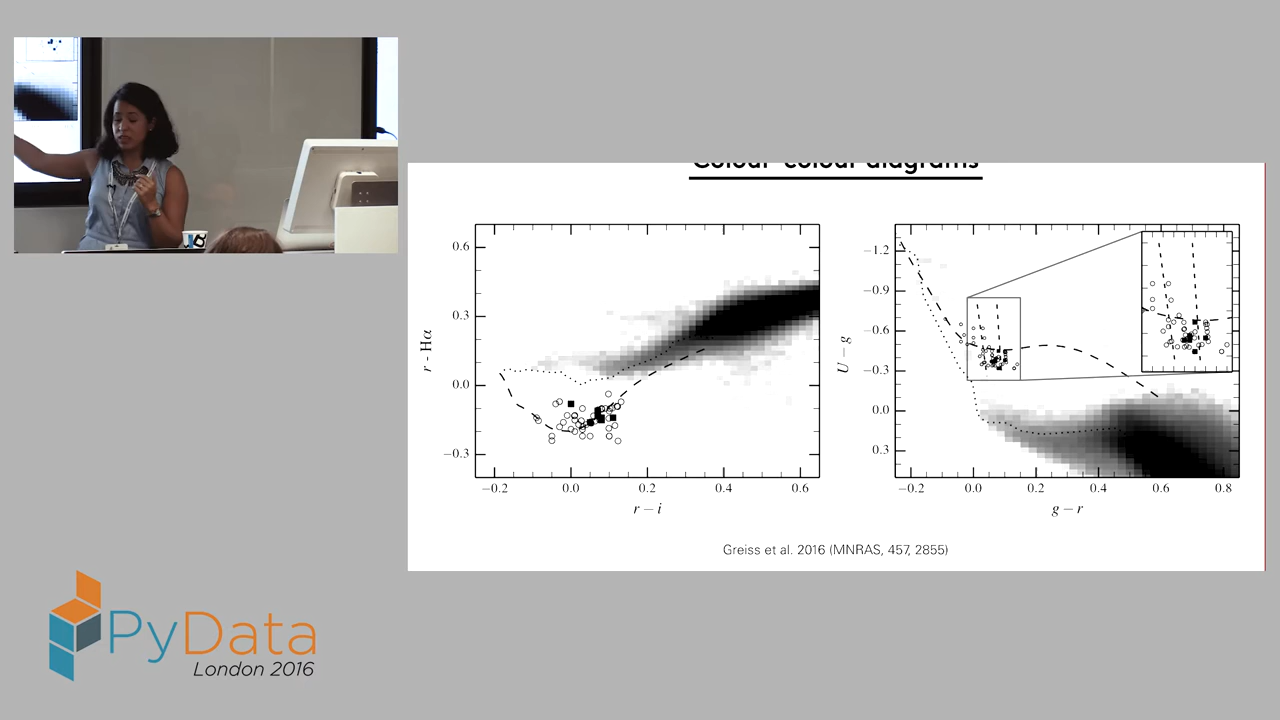 Colour-colour diagrams
0.6
0.3
0.0
−0.3
r - Hα
−0.2
0.0
0.2
0.4
0.6
r − i
−1.2
−0.9
−0.6
−0.3
0.0
0.3
U − g
−0.2
0.0
0.2
0.4
0.6
0.8
g − r
Greiss et al. 2016 (MNRAS, 457, 2855)
PyData
London 2016